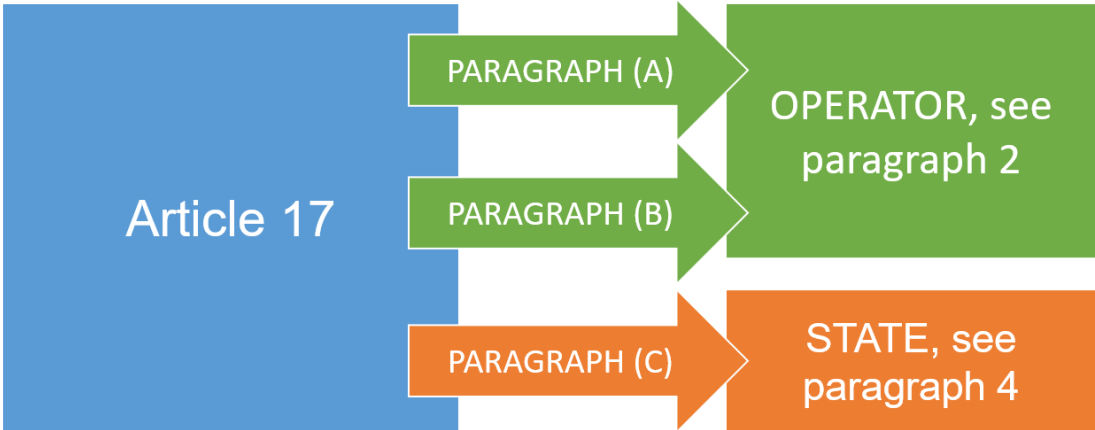 Article 17
PARAGRAPH (A)
PARAGRAPH (B)
PARAGRAPH (C)
OPERATOR, see
paragraph 2
STATE, see
paragraph 4